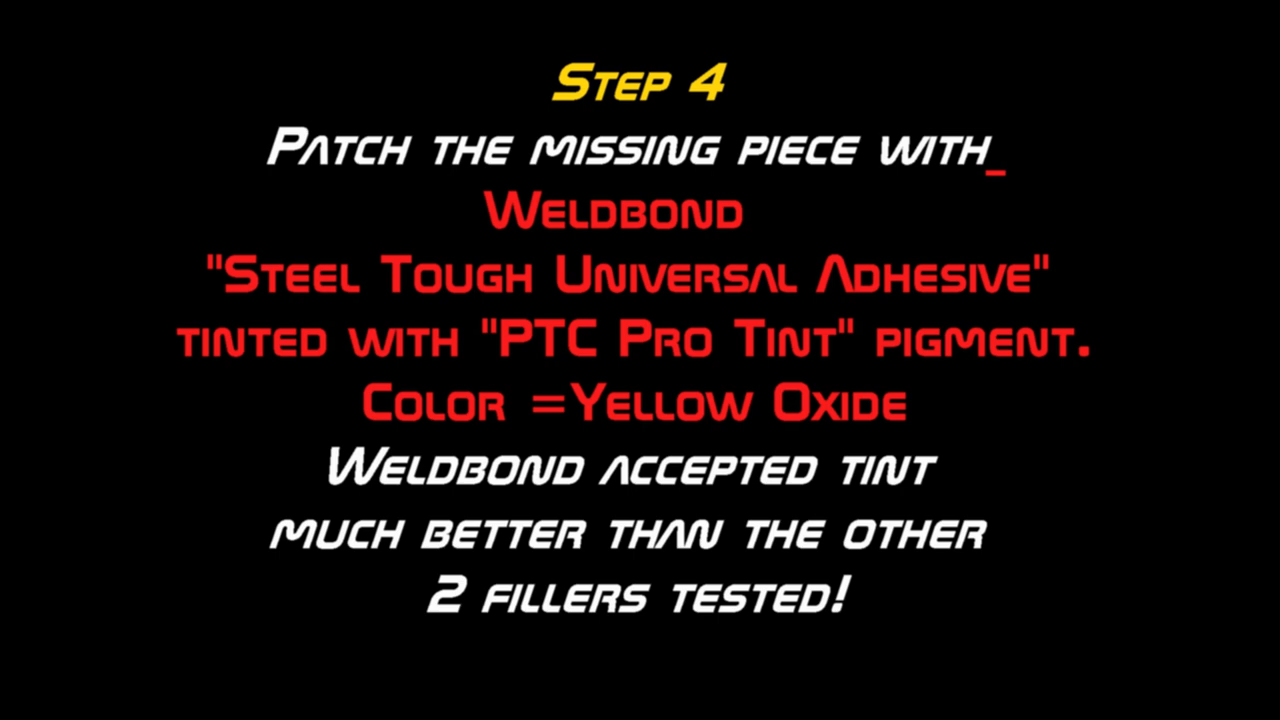 Step 4
Patch the missing piece with_
Weldbond
"Steel Tough Universal Adhesive"
tinted with "PTC Pro Tint" pigment.
Color =Yellow Oxide
Weldbond accepted tint
much better than the other
2 fillers tested!